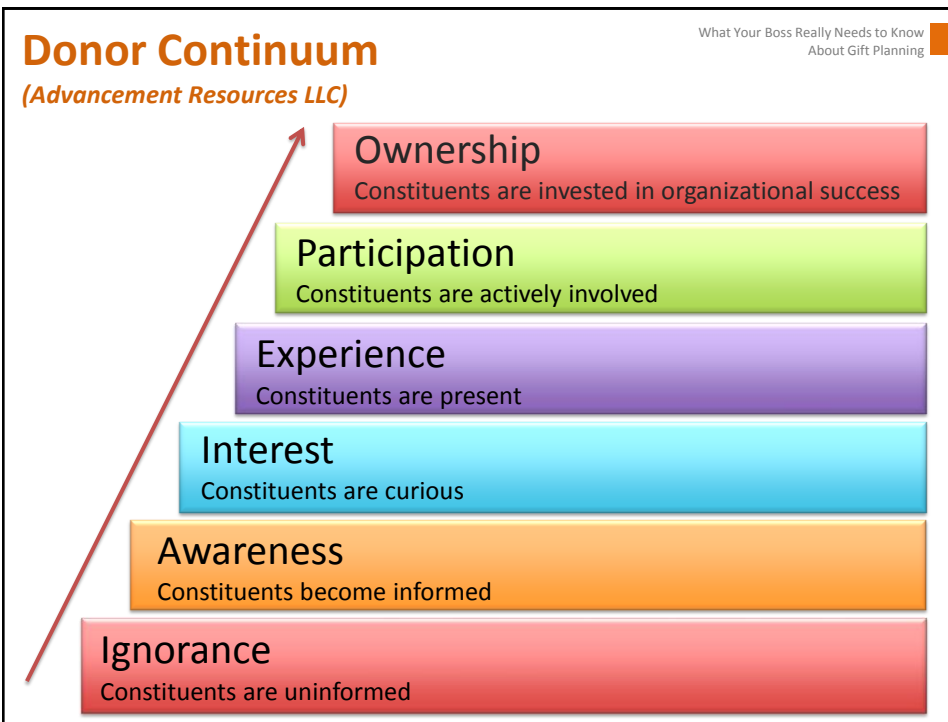 Donor Continuum
(Advancement Resources LLC)
What Your Boss Really Needs to Know
About Gift Planning
Ownership
Constituents are invested in organizational success
Participation
Constituents are actively involved
Experience
Constituents are present
Interest
Constituents are curious
Awareness
Constituents become informed
Ignorance
Constituents are uninformed